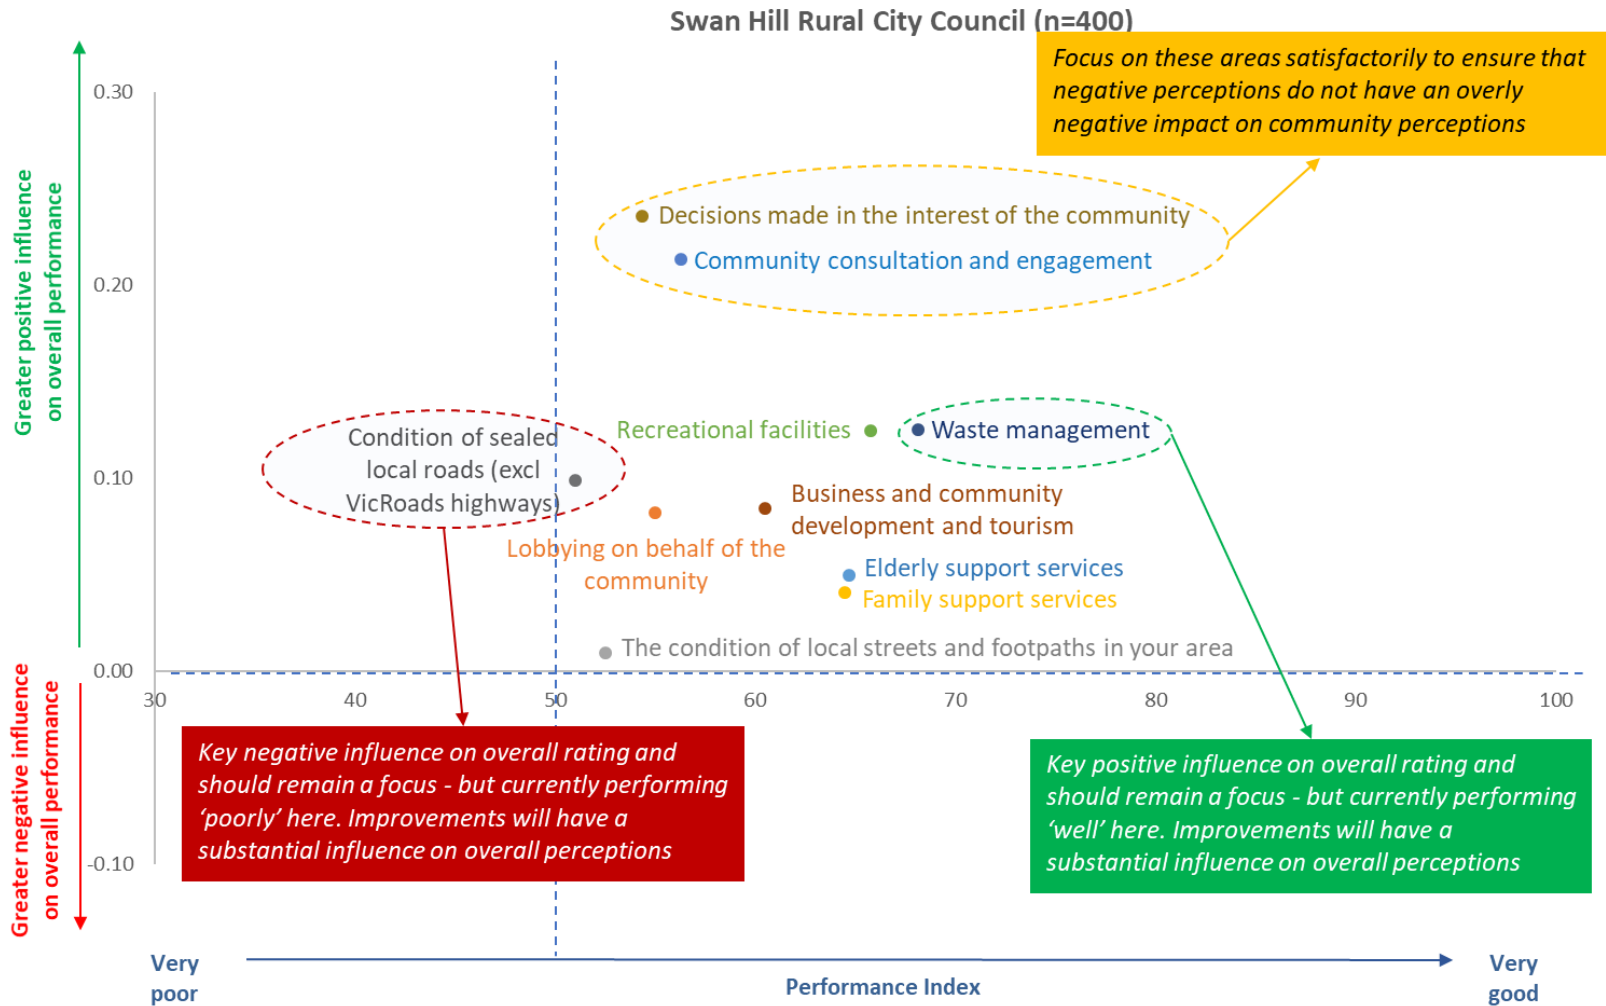 Swan Hill Rural City Council (n=400)
Focus on these areas satisfactorily to ensure that
negative perceptions do not have an overly
negative impact on community perceptions
Greater positive influence
on overall performance
Greater negative influence
on overall performance
0.30
0.20
0.10
0.00
-0.10
Decisions made in the interest of the community
Community consultation and engagement
Condition of sealed
local roads (excl
VicRoads highways)
Recreational facilities
Waste management
Business and community
development and tourism
Lobbying on behalf of the
community
Elderly support services
Family support services
The condition of local streets and footpaths in your area
30
40
50
60
70
80
90
100
Key negative influence on overall rating and
should remain a focus - but currently performing
‘poorly’ here. Improvements will have a
substantial influence on overall perceptions
Key positive influence on overall rating and
should remain a focus - but currently performing
‘well’ here. Improvements will have a
substantial influence on overall perceptions
Very
poor
Performance Index
Very
good